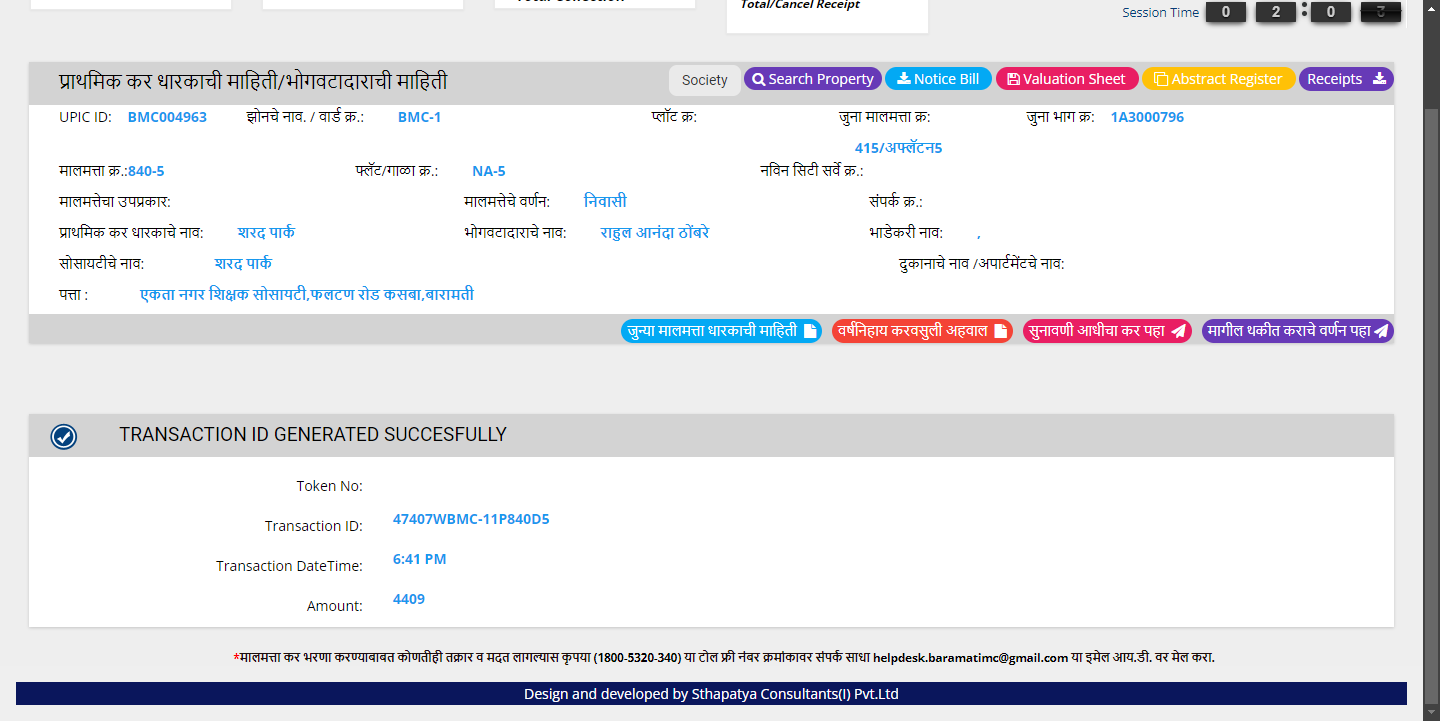 Total/Cancel Receipt
Session Time 0 2 : 0
प्राथमिक कर धारकाची माहिती/भोगवटादाराची माहिती Society Search Property Notice Bill Valuation Sheet Abstract Register Receipts
UPIC ID: BMC004963 झोनचे नाव. / वार्ड क्र.: BMC-1 प्लॉट क्र: जुना मालमत्ता क्र: जुना भाग क्र: 1A3000796
415/अफ्लॅटन5
मालमत्ता क्र.:840-5 फ्लॅट/गाळा क्र.: NA-5 नविन सिटी सर्वे क्र.:
मालमत्तेचा उपप्रकार: मालमत्तेचे वर्णन: निवासी संपर्क क्र.:
प्राथमिक कर धारकाचे नाव: शरद पार्क भोगवटादाराचे नाव: राहुल आनंदा ठोंबरे भाडेकरी नाव: ,
सोसायटीचे नाव: शरद पार्क दुकानाचे नाव /अपार्टमेंटचे नाव:
पत्ता : एकता नगर शिक्षक सोसायटी,फलटण रोड कसबा,बारामती
जुन्या मालमत्ता धारकाची माहिती वर्षनिहाय करवसुली अहवाल सुनावणी आधीचा कर पहा मागील थकीत कराचे वर्णन पहा
TRANSACTION ID GENERATED SUCCESFULLY
Token No:
Transaction ID: 47407WBMC-11P840D5
Transaction DateTime: 6:41 PM
Amount: 4409
*मालमत्ता कर भरणा करण्याबाबत कोणतीही तक्रार व मदत लागल्यास कृपया (1800-5320-340) या टोल फ्री नंबर क्रमांकावर संपर्क साधा helpdesk.baramatimc@gmail.com या इमेल आय.डी. वर मेल करा.
Design and developed by Sthapatya Consultants(I) Pvt.Ltd